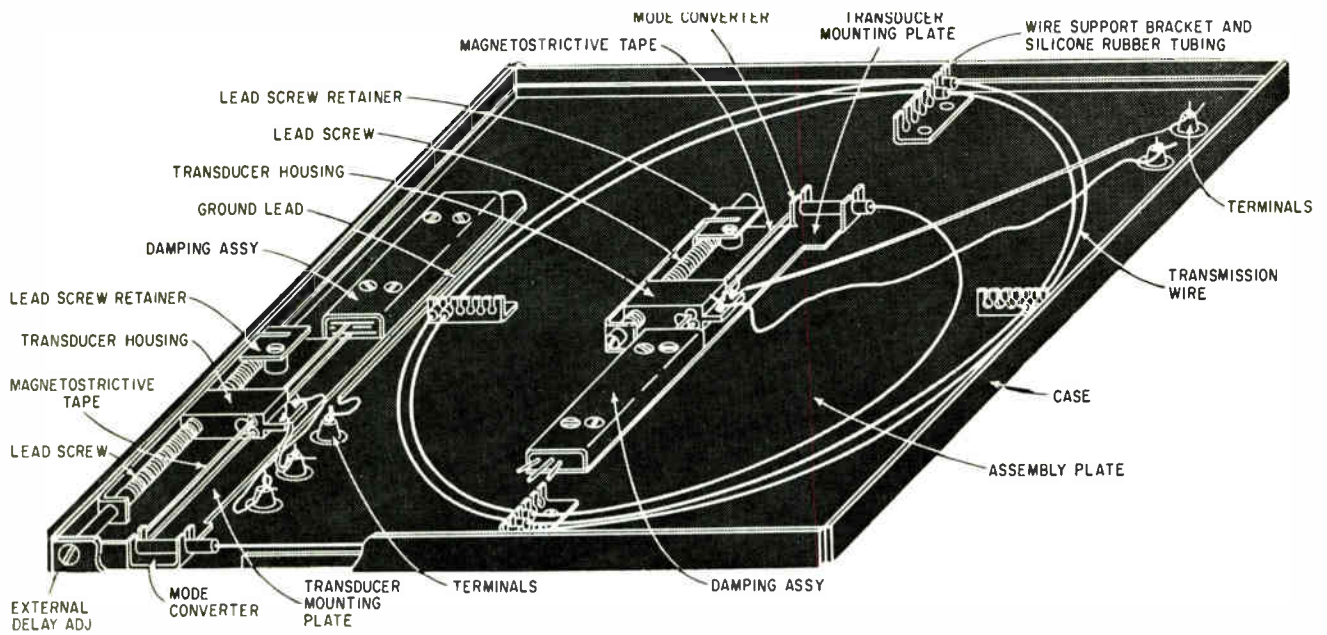 MODE CONVERTER
TRANSDUCER
MOUNTING PLATE
WIRE SUPPORT BRACKET AND
SILICONE RUBBER TUBING
MAGNETOSTRICTIVE TAPE
LEAD SCREW RETAINER
LEAD SCREW
TRANSDUCER HOUSING
GROUND LEAD
TERMINALS
DAMPING ASSY
TRANSMISSION
WIRE
LEAD SCREW RETAINER
TRANSDUCER HOUSING
MAGNETOSTRICTIVE
TAPE
CASE
LEAD SCREW
ASSEMBLY PLATE
EXTERNAL
DELAY ADJ
MODE
CONVERTER
TRANSDUCER
MOUNTING
PLATE
TERMINALS
DAMPING ASSY